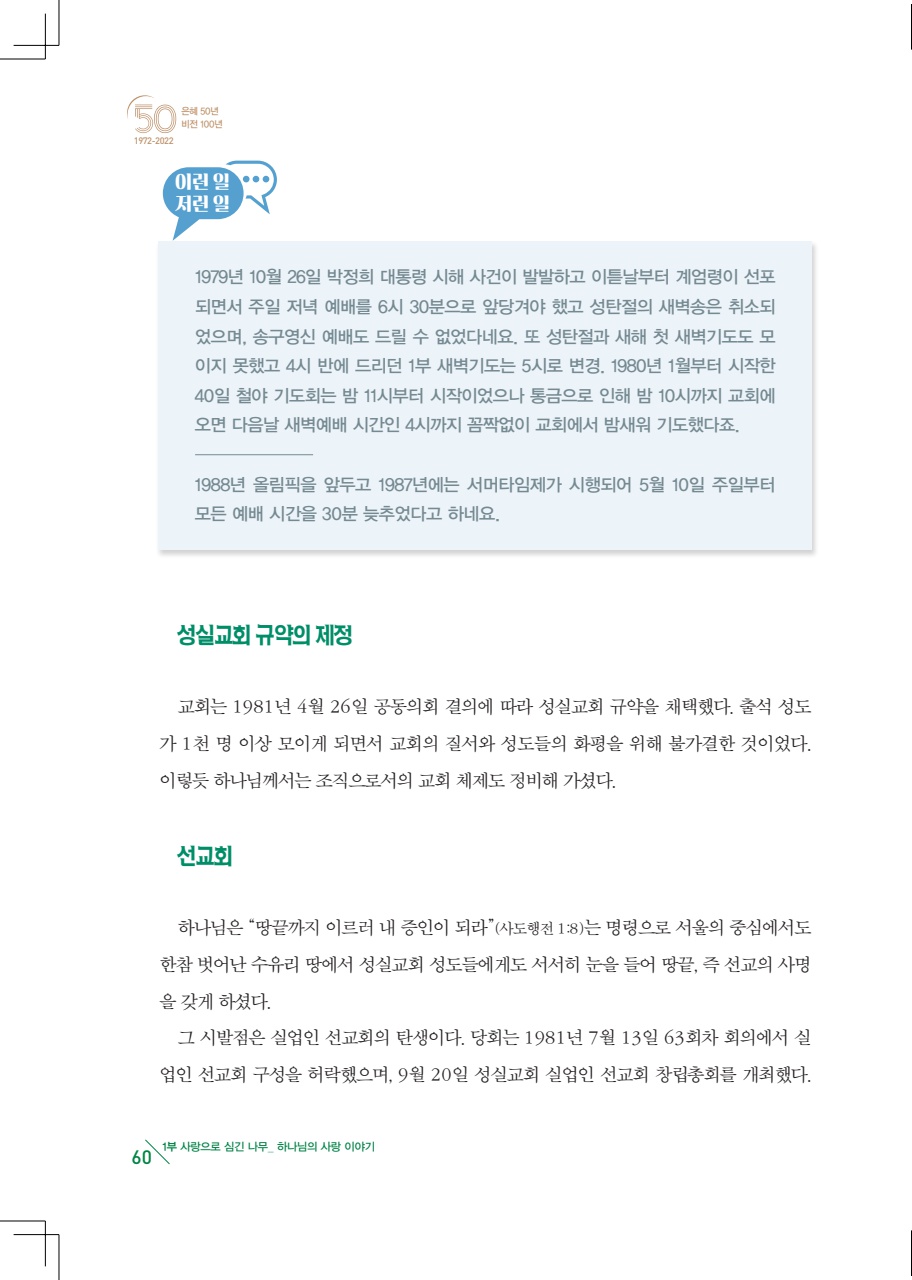 50
은혜 50년
비전 100년
1972-2022
이런 일
저런 일
1979년 10월 26일 박정희 대통령 시해 사건이 발발하고 이튿날부터 계엄령이 선포
되면서 주일 저녁 예배를 6시 30분으로 앞당겨야 했고 성탄절의 새벽송은 취소되
었으며, 송구영신 예배도 드릴 수 없었다네요. 또 성탄절과 새해 첫 새벽기도도 모
이지 못했고 4시 반에 드리던 1부 새벽기도는 5시로 변경. 1980년 1월부터 시작한
40일 철야 기도회는 밤 11시부터 시작이었으나 통금으로 인해 밤 10시까지 교회에
오면 다음날 새벽예배 시간인 4시까지 꼼짝없이 교회에서 밤새워 기도했다죠.
1988년 올림픽을 앞두고 1987년에는 서머타임제가 시행되어 5월 10일 주일부터
모든 예배 시간을 30분 늦추었다고 하네요.
성실교회 규약의 제정
교회는 1981년 4월 26일 공동의회 결의에 따라 성실교회 규약을 채택했다. 출석 성도
가 1천 명 이상 모이게 되면서 교회의 질서와 성도들의 화평을 위해 불가결한 것이었다.
이렇듯 하나님께서는 조직으로서의 교회 체제도 정비해 가셨다.
선교회
하나님은 “땅끝까지 이르러 내 증인이 되라”(사도행전 1:8)는 명령으로 서울의 중심에서도
한참 벗어난 수유리 땅에서 성실교회 성도들에게도 서서히 눈을 들어 땅끝, 즉 선교의 사명
을 갖게 하셨다.
그 시발점은 실업인 선교회의 탄생이다. 당회는 1981년 7월 13일 63회차 회의에서 실
업인 선교회 구성을 허락했으며, 9월 20일 성실교회 실업인 선교회 창립총회를 개최했다.
60
1부 사랑으로 심긴 나무_ 하나님의 사랑 이야기